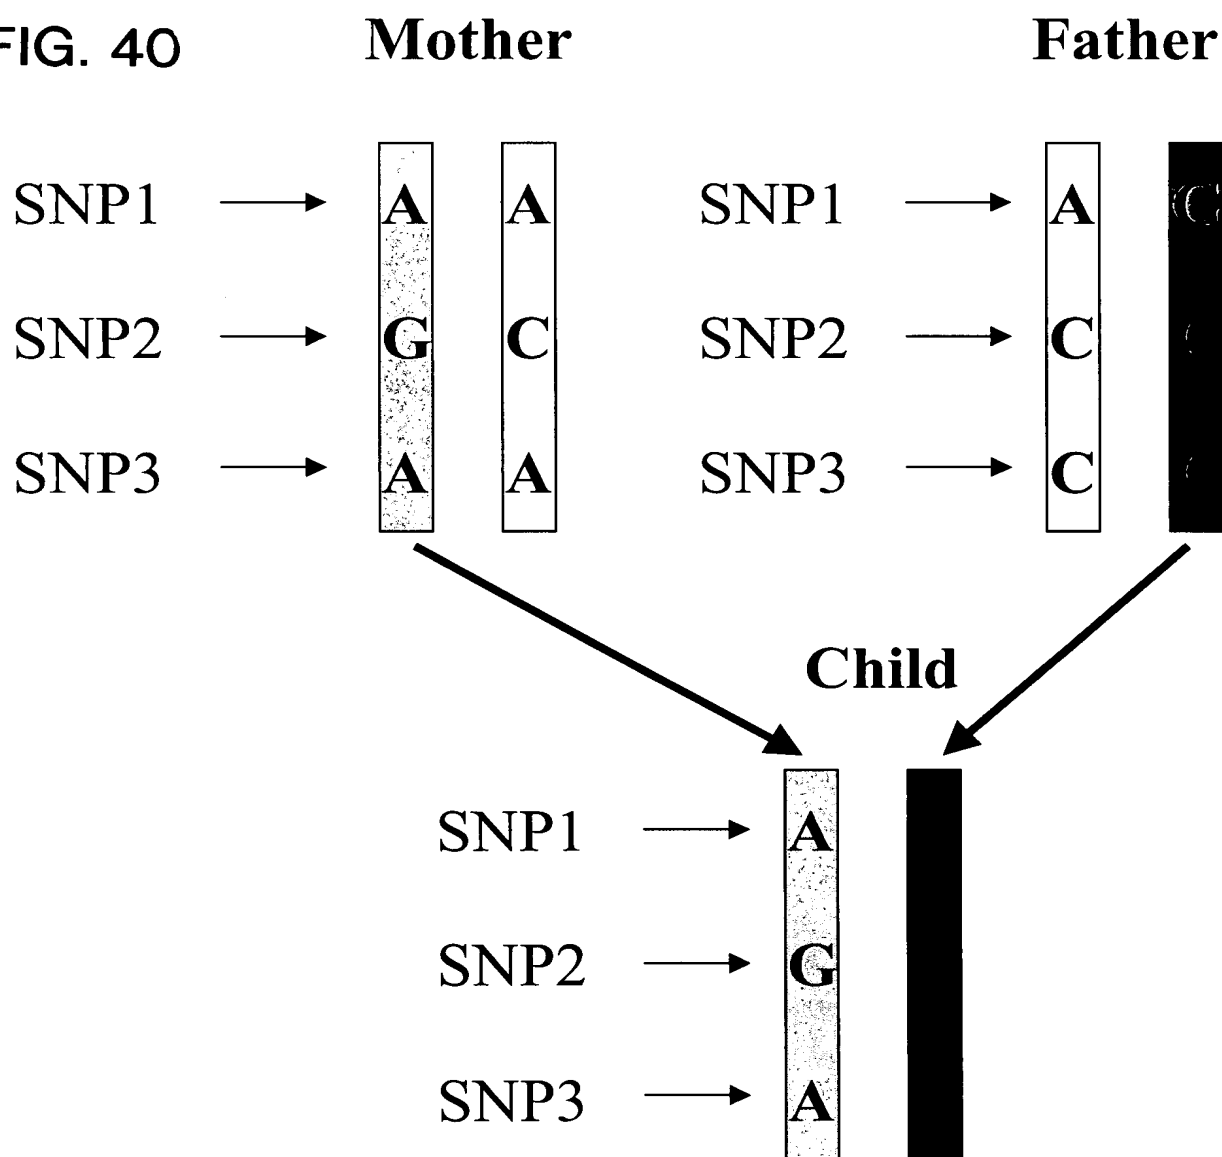 FIG. 40
Mother Father
SNP1 A A SNP1 A C
SNP2 G C SNP2 C
SNP3 A A SNP3 C
Child
SNP1 A
SNP2 G
SNP3 A